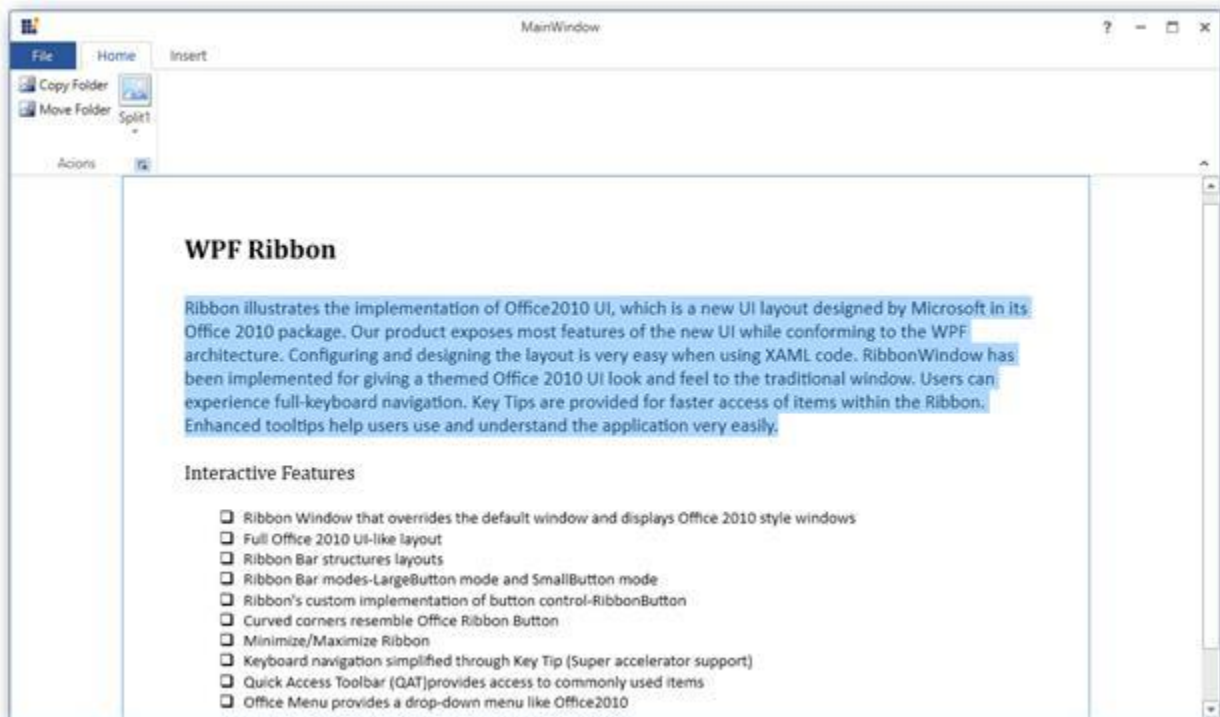 MainWindow
?
File Home Insert
Copy Folder
Move Folder
Split1
Acions
WPF Ribbon
Ribbon illustrates the implementation of Office2010 UI, which is a new UI layout designed by Microsoft in its
Office 2010 package. Our product exposes most features of the new UI while conforming to the WPF
architecture. Configuring and designing the layout is very easy when using XAML code. RibbonWindow has
been implemented for giving a themed Office 2010 UI look and feel to the traditional window. Users can
experience full-keyboard navigation. Key Tips are provided for faster access of items within the Ribbon.
Enhanced tooltips help users use and understand the application very easily.
Interactive Features
Ribbon Window that overrides the default window and displays Office 2010 style windows
Full Office 2010 UI-like layout
Ribbon Bar structures layouts
Ribbon Bar modes-LargeButton mode and SmallButton mode
Ribbon's custom implementation of button control-RibbonButton
Curved corners resemble Office Ribbon Button
Minimize/Maximize Ribbon
Keyboard navigation simplified through Key Tip (Super accelerator support)
Quick Access Toolbar (QAT)provides access to commonly used items
Office Menu provides a drop-down menu like Office2010